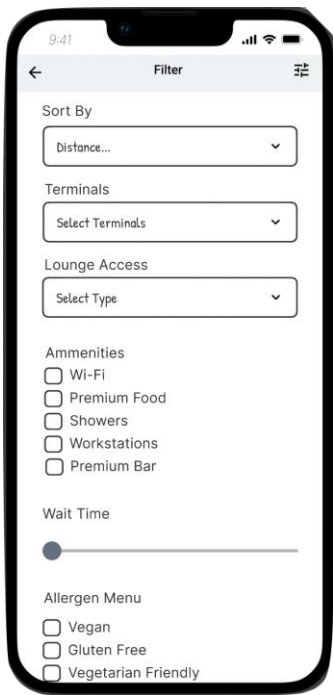 9:41
Filter
Sort By
Distance...
Terminals
Select Terminals
Lounge Access
Select Type
Ammenities
Wi-Fi
Premium Food
Showers
Workstations
Premium Bar
Wait Time
Allergen Menu
Vegan
Gluten Free
Vegetarian Friendly